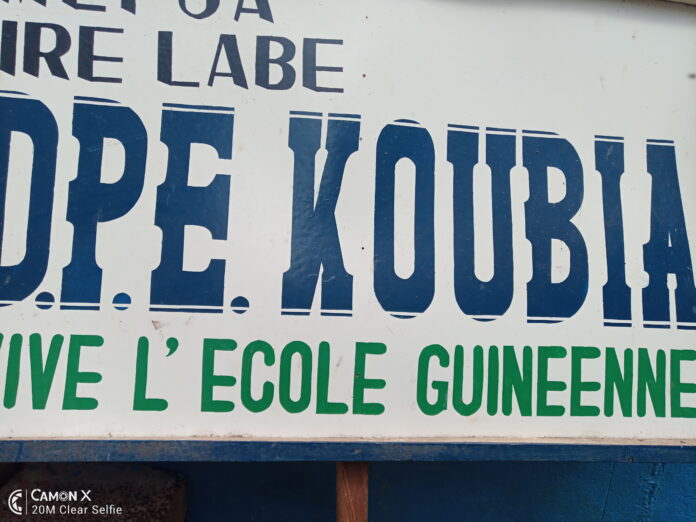 IRE LABE
D.P.E. KOUBIA
VIVE L'ECOLE GUINEENNE
CAMON X
20M Clear Selfie